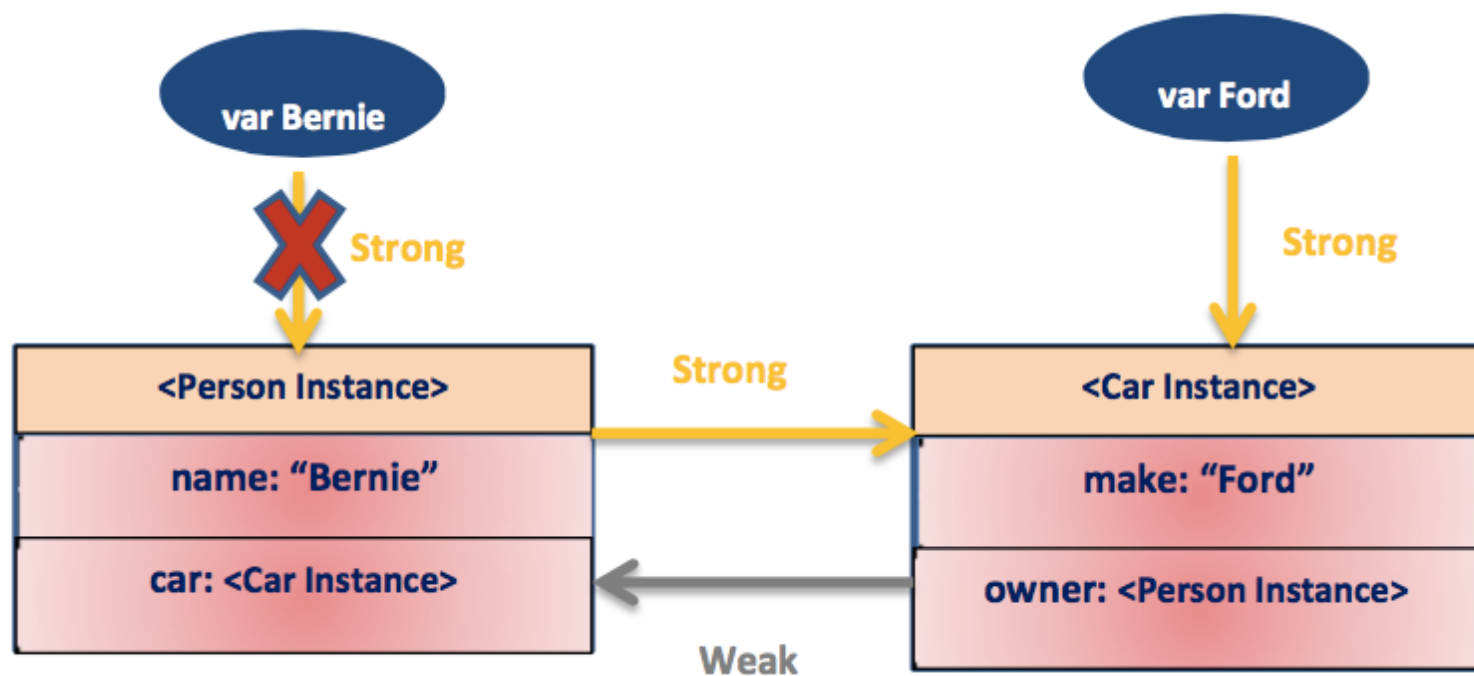 var Bernie
var Ford
Strong
Strong
<Person Instance>
Strong
<Car Instance>
name: “Bernie”
make: “Ford”
car: <Car Instance>
owner: <Person Instance>
Weak